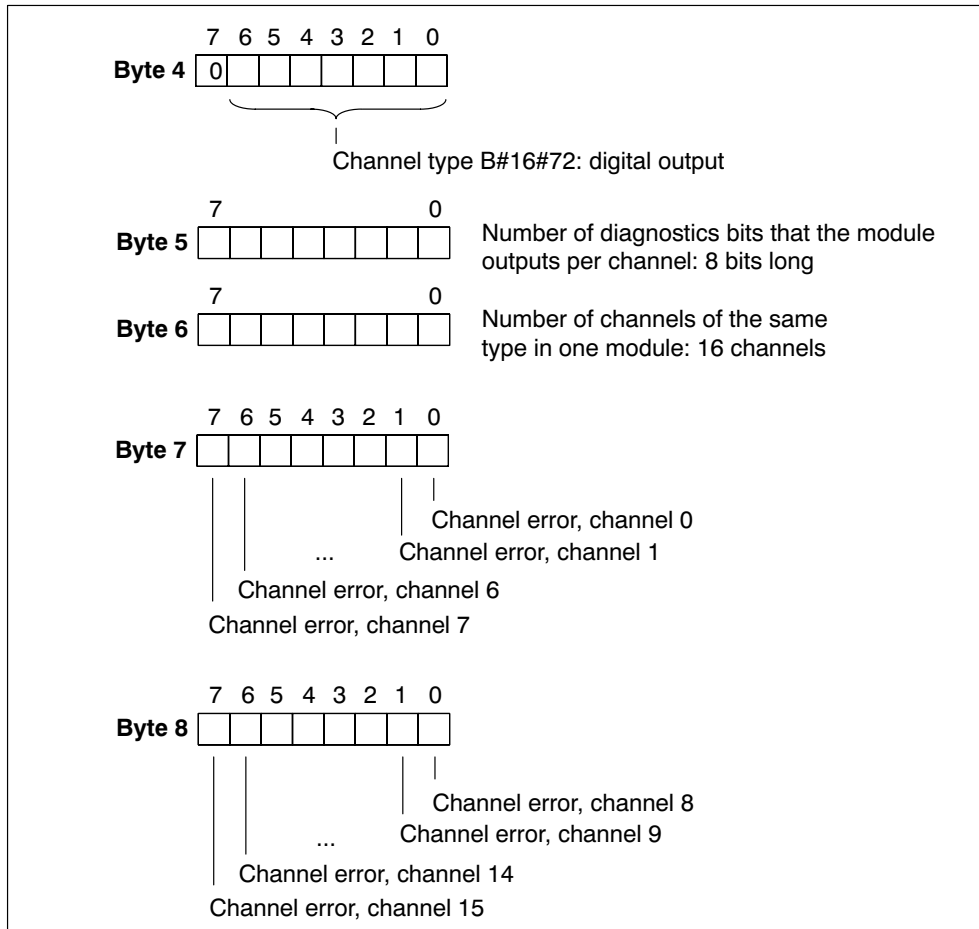 7 6 5 4 3 2 1 0
Byte 4 0
Channel type B#16#72: digital output
7 0
Byte 5
Number of diagnostics bits that the module
outputs per channel: 8 bits long
7 0
Byte 6
Number of channels of the same
type in one module: 16 channels
7 6 5 4 3 2 1 0
Byte 7
Channel error, channel 0
... Channel error, channel 1
Channel error, channel 6
Channel error, channel 7
7 6 5 4 3 2 1 0
Byte 8
Channel error, channel 8
... Channel error, channel 9
Channel error, channel 14
Channel error, channel 15